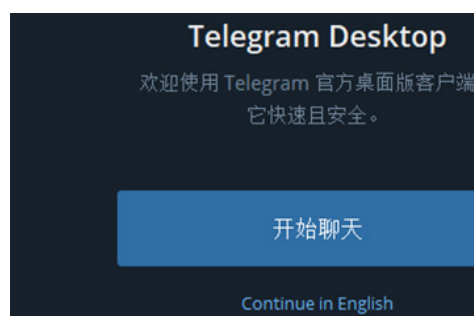 Telegram Desktop
欢迎使用 Telegram 官方桌面版客户端
它快速且安全。
开始聊天
Continue in English